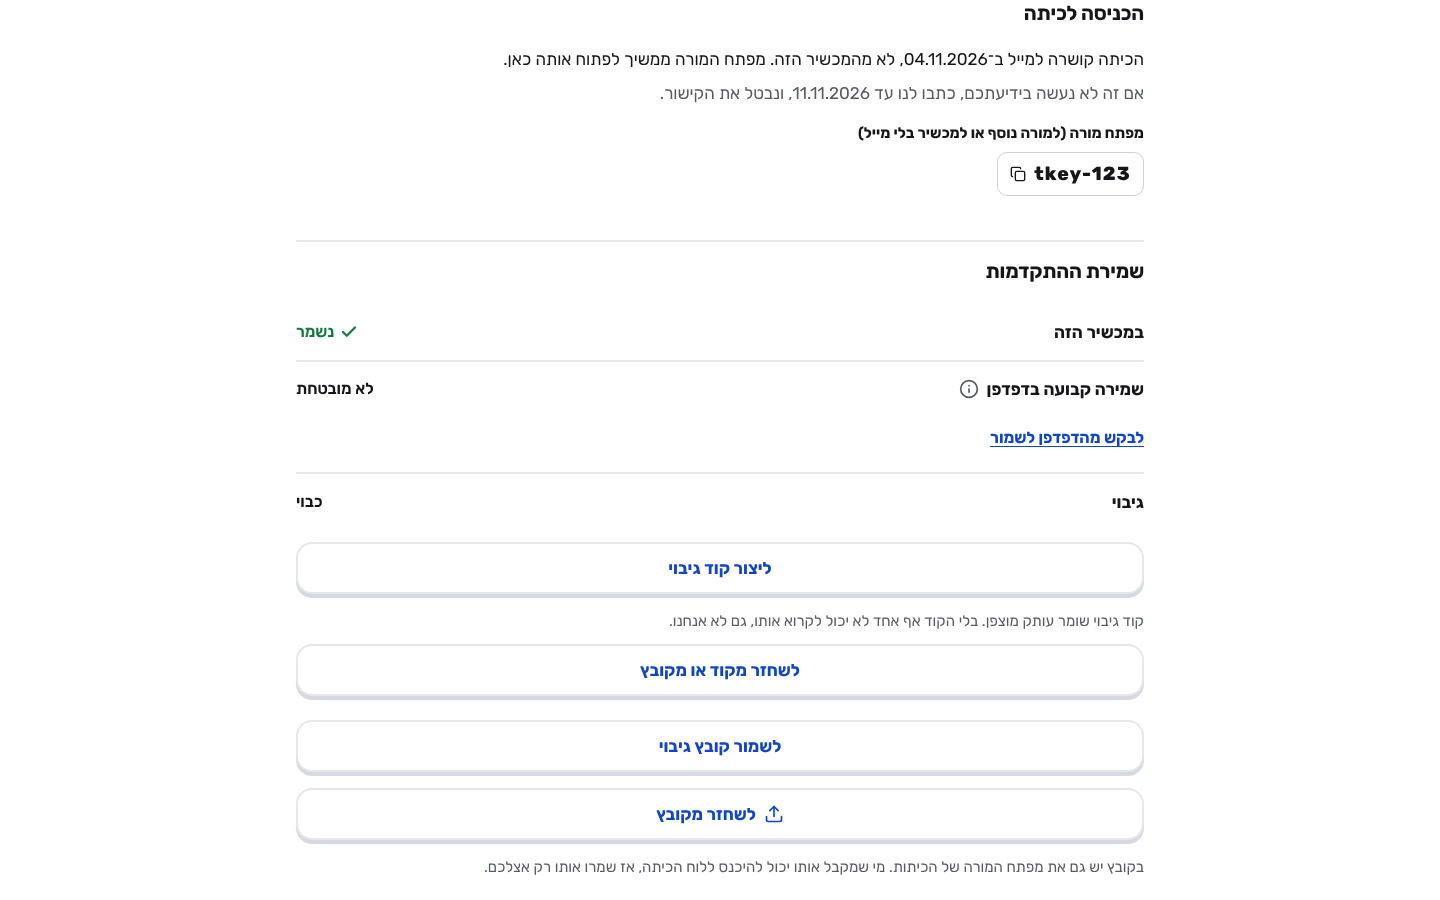 הכניסה לכיתה
הכיתה קושרה למייל ב־04.11.2026, לא מהמכשיר הזה. מפתח המורה ממשיך לפתוח אותה כאן.
אם זה לא נעשה בידיעתכם, כתבו לנו עד 11.11.2026, ונבטל את הקישור.
מפתח מורה (למורה נוסף או למכשיר בלי מייל)
tkey-123
שמירת ההתקדמות
במכשיר הזה
נשמר
שמירה קבועה בדפדפן
לא מובטחת
לבקש מהדפדפן לשמור
גיבוי
כבוי
ליצור קוד גיבוי
קוד גיבוי שומר עותק מוצפן. בלי הקוד אף אחד לא יכול לקרוא אותו, גם לא אנחנו.
לשחזר מקוד או מקובץ
לשמור קובץ גיבוי
לשחזר מקובץ
בקובץ יש גם את מפתח המורה של הכיתות. מי שמקבל אותו יכול להיכנס ללוח הכיתה, אז שמרו אותו רק אצלכם.